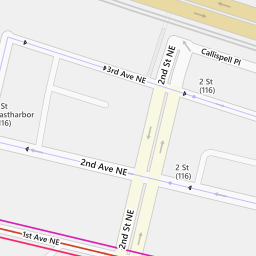 Callispell Pl
2nd St NE
3rd Ave NE
2 St
(116)
St
astharbor
116)
2nd Ave NE
2 St
(116)
2nd St NE
1st Ave NE